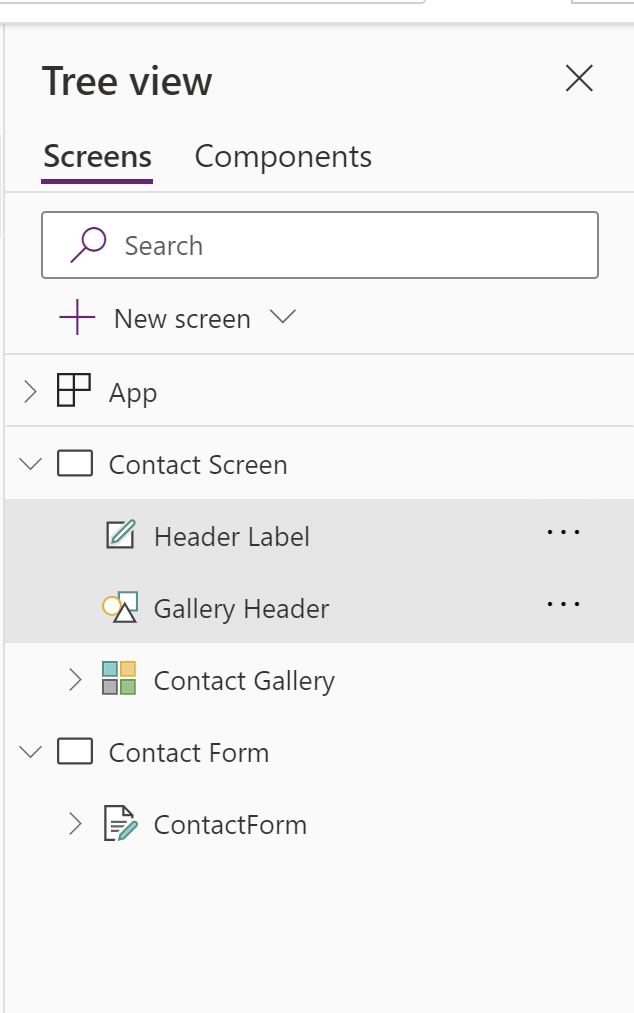 Tree view
Screens Components
Search
New screen
App
Contact Screen
Header Label
Gallery Header
Contact Gallery
Contact Form
ContactForm